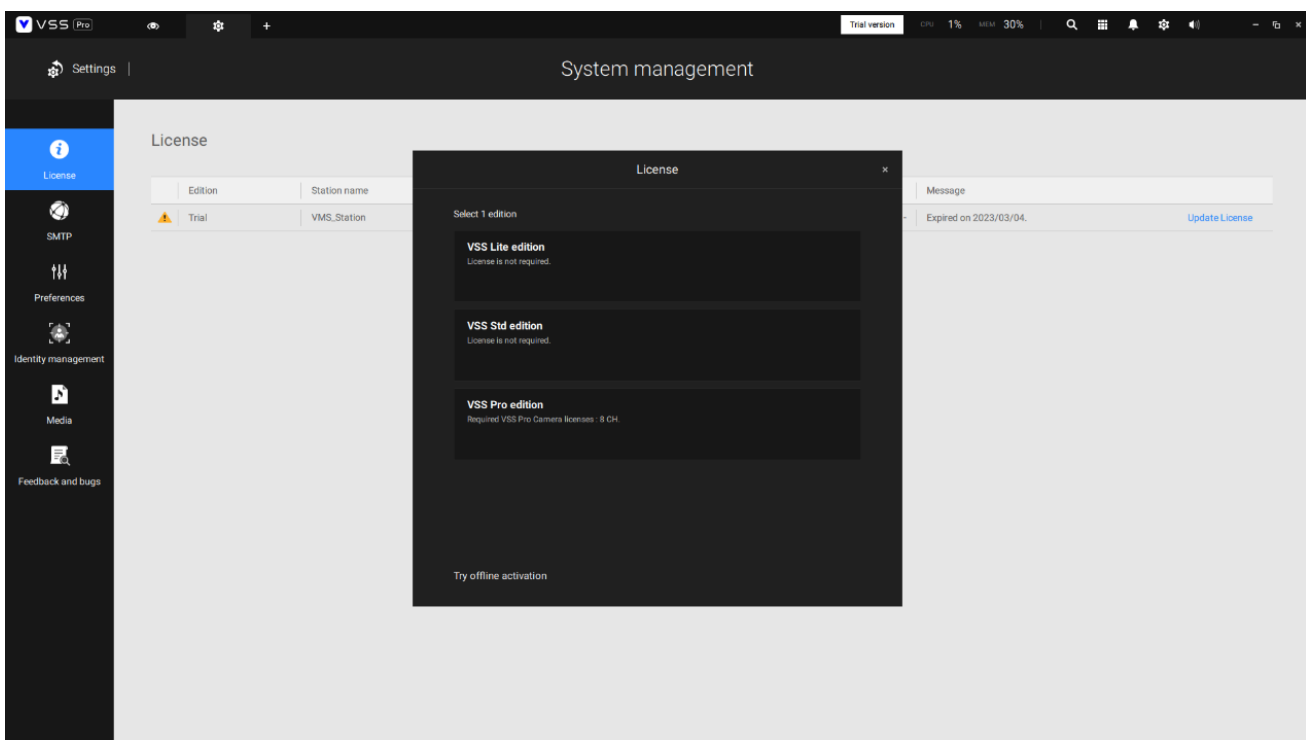 VSS Pro
+
Trial version
CPU 1% MEM 30%
Settings
System management
License
SMTP
Preferences
Identity management
Media
Feedback and bugs
License
Edition Station name Message
Trial VMS_Station - Expired on 2023/03/04. Update License
License ×
Select 1 edition
VSS Lite edition
License is not required.
VSS Std edition
License is not required.
VSS Pro edition
Required VSS Pro Camera licenses : 8 CH.
Try offline activation